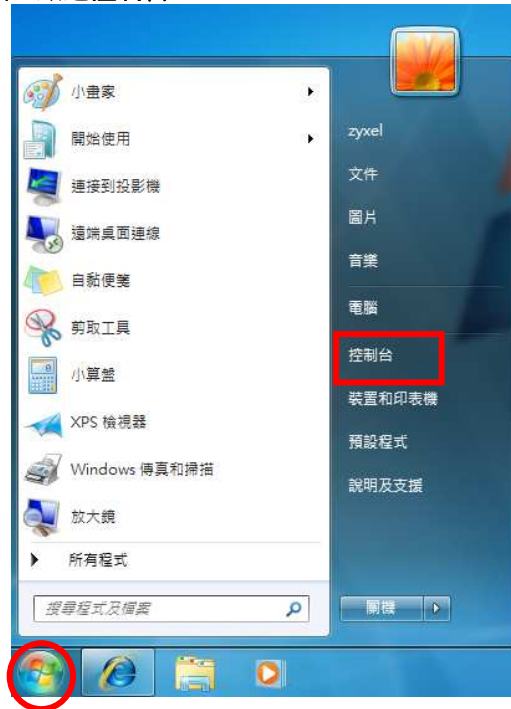 小畫家
開始使用
連接到投影機
遠端桌面連線
自黏便箋
剪取工具
小算盤
XPS 檢視器
Windows 傳真和掃描
放大鏡
所有程式
搜尋程式及檔案
zyxel
文件
圖片
音樂
電腦
控制台
裝置和印表機
預設程式
說明及支援
關機